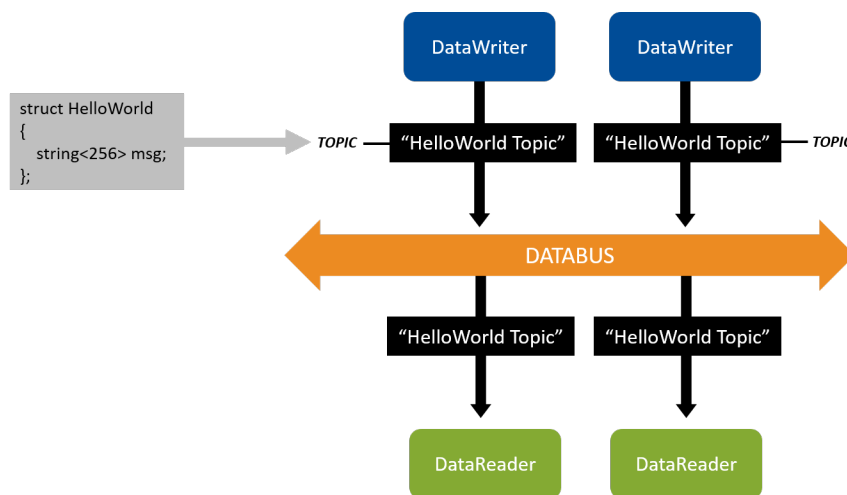 DataWriter
DataWriter
struct HelloWorld
{
string<256> msg;
};
TOPIC
“HelloWorld Topic”
“HelloWorld Topic”
TOPIC
DATABUS
“HelloWorld Topic”
“HelloWorld Topic”
DataReader
DataReader